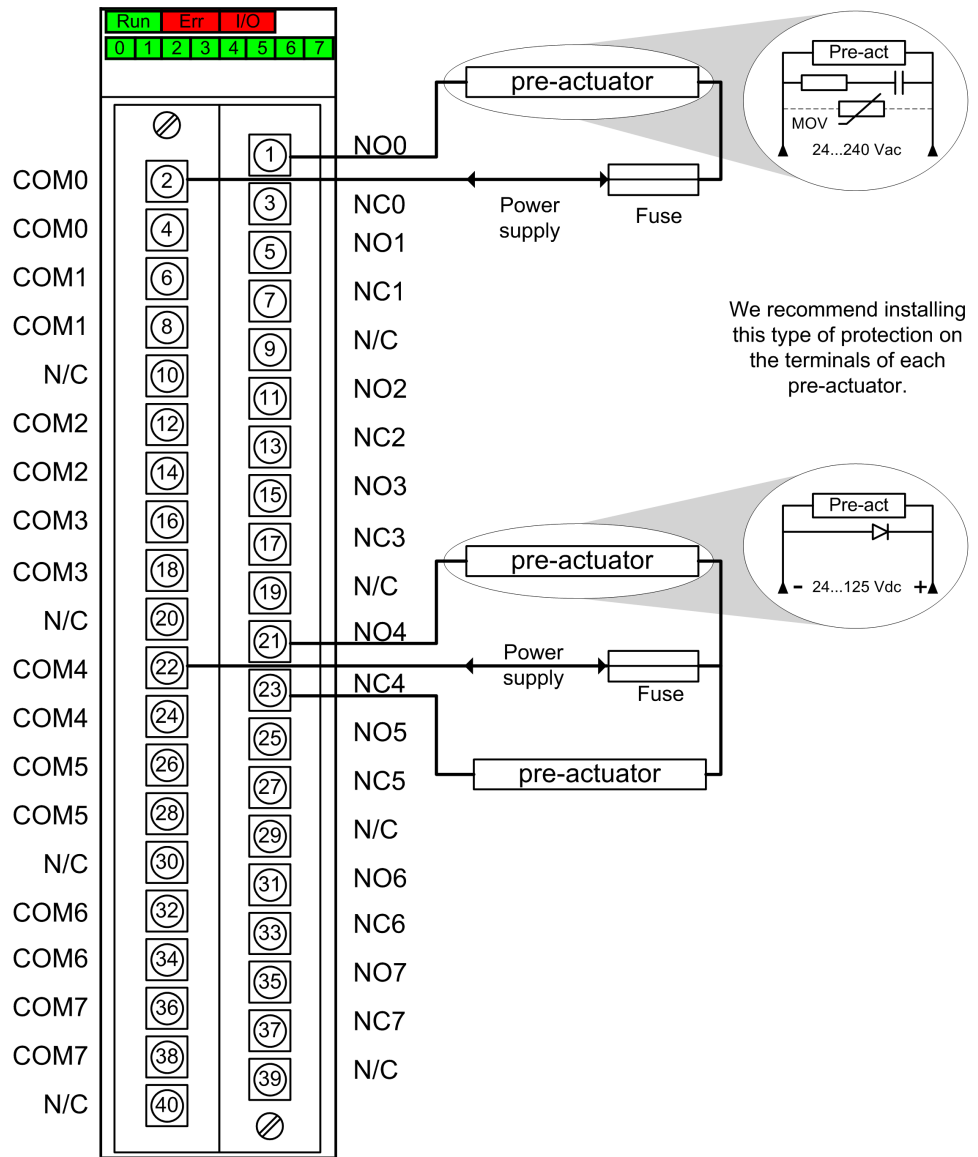 Run Err I/O
0 1 2 3 4 5 6 7
pre-actuator
Pre-act
MOV
24...240 Vac
1 NO0
COM0 2
Power
supply
Fuse
3 NC0
COM0 4
5 NO1
COM1 6
7 NC1
COM1 8
9 N/C
We recommend installing
this type of protection on
the terminals of each
pre-actuator.
N/C 10
11 NO2
COM2 12
13 NC2
COM2 14
15 NO3
COM3 16
17 NC3
COM3 18
19 N/C
pre-actuator
Pre-act
- 24...125 Vdc +
N/C 20
21 NO4
COM4 22
Power
supply
Fuse
23 NC4
COM4 24
25 NO5
COM5 26
27 NC5
pre-actuator
COM5 28
29 N/C
N/C 30
31 NO6
COM6 32
33 NC6
COM6 34
35 NO7
COM7 36
37 NC7
COM7 38
39 N/C
N/C 40